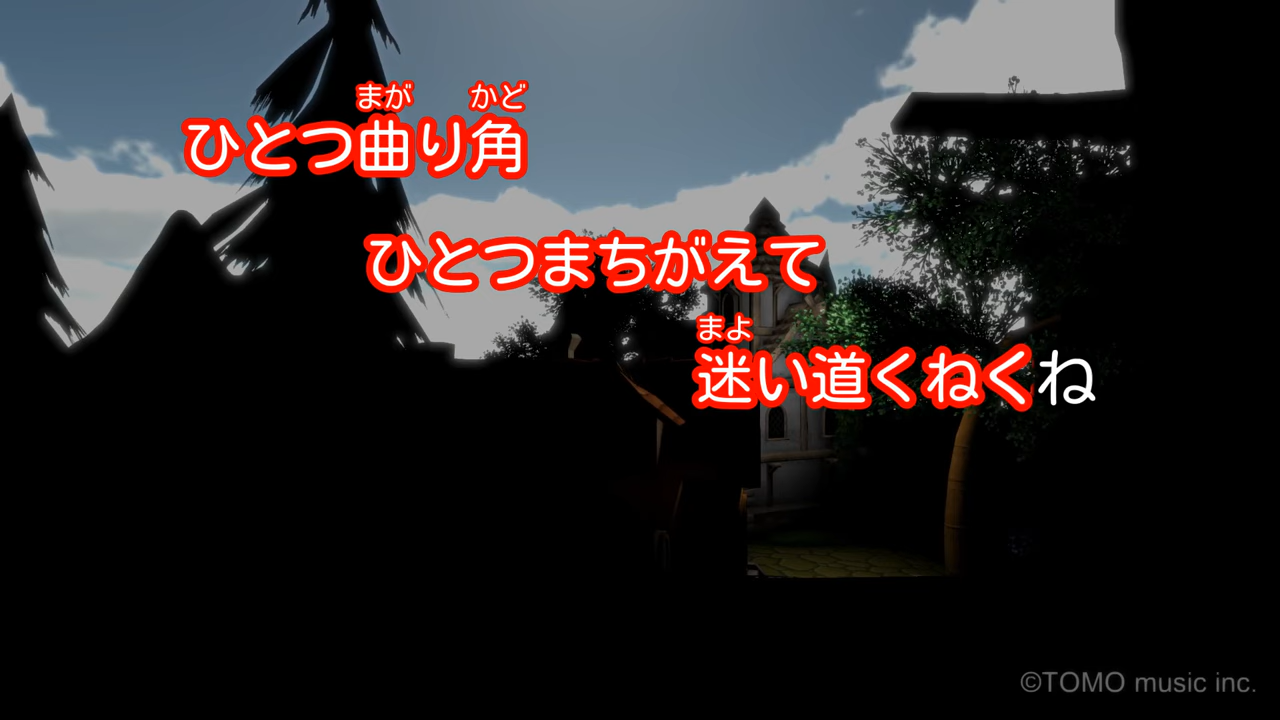 まが かど
ひとつ曲り角
ひとつまちがえて
まよ
迷い道くねくね
©TOMO music inc.